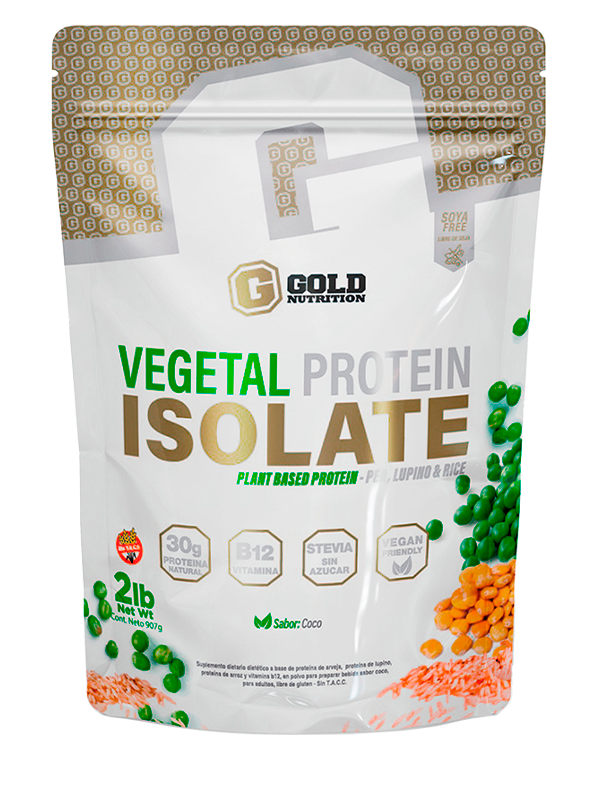 SOYA
FREE
LIBRE DE SOJA
G GOLD
NUTRITION
VEGETAL PROTEIN
ISOLATE
PLANT BASED PROTEIN - PEA, LUPINO & RICE
Sin T.A.C.C.
30g
PROTEINA
NATURAL
B12
VITAMINA
STEVIA
SIN
AZUCAR
VEGAN
FRIENDLY
2lb
Net Wt
Cont. Neto 907g
Sabor: Coco
Suplemento dietario dietético a base de proteína de arveja, proteína de lupino,
proteína de arroz y vitamina b12, en polvo para preparar bebida sabor coco,
para adultos, libre de gluten - Sin T.A.C.C.